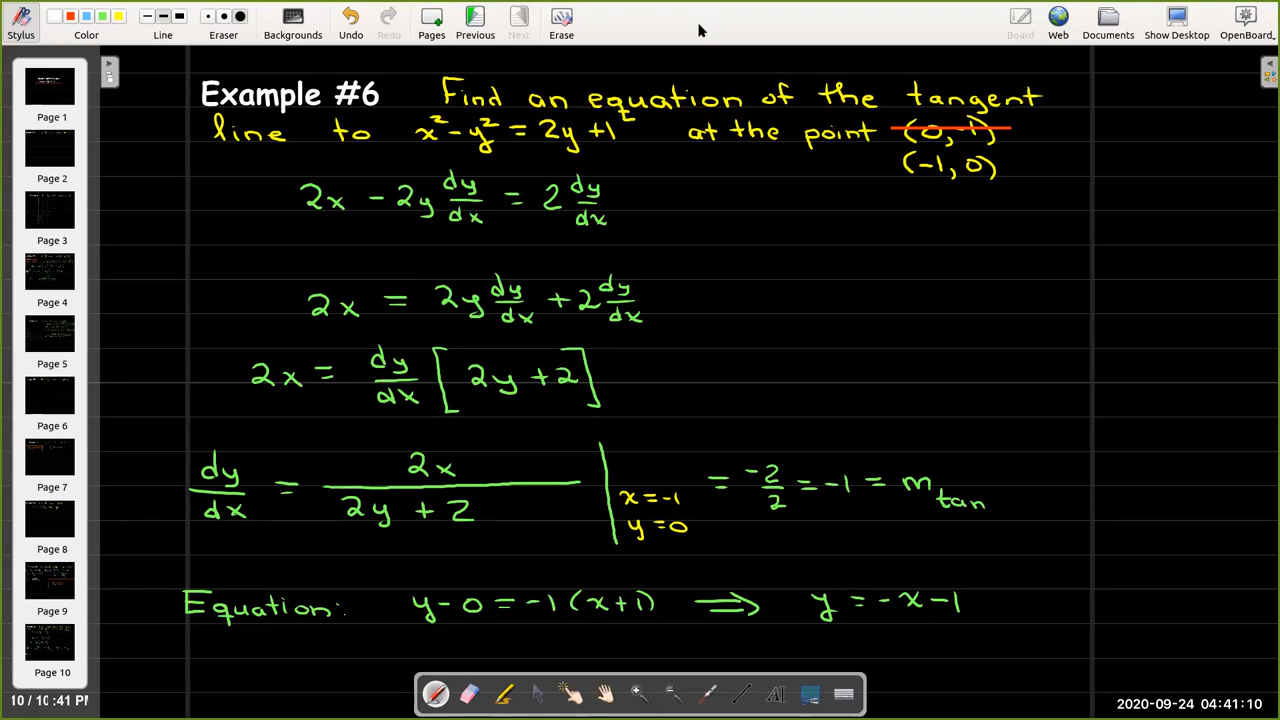 Stylus Color Line Eraser Backgrounds Undo Redo Pages Previous Next Erase Board Web Documents Show Desktop OpenBoard
Page 1
Page 2
Page 3
Page 4
Page 5
Page 6
Page 7
Page 8
Page 9
Page 10
Example #6 Find an equation of the tangent
line to x² - y² = 2y + 1 at the point (0, -1)
(-1, 0)
2x - 2y dy/dx = 2 dy/dx
2x = 2y dy/dx + 2 dy/dx
2x = dy/dx [2y + 2]
dy/dx = 2x/(2y + 2) | x = -1 y = 0 = -2/2 = -1 = m tan
Equation: y - 0 = -1 (x + 1) ⟹ y = -x - 1
AI
2020-09-24 04:41:10